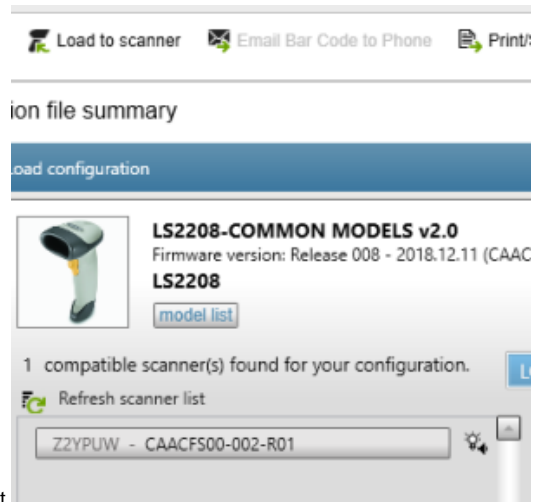 Load to scanner Email Bar Code to Phone Print/
ion file summary
Load configuration
LS2208-COMMON MODELS v2.0
Firmware version: Release 008 - 2018.12.11 (CAAC
LS2208
model list
1 compatible scanner(s) found for your configuration.
Refresh scanner list
Z2YPUW - CAACFS00-002-R01
t